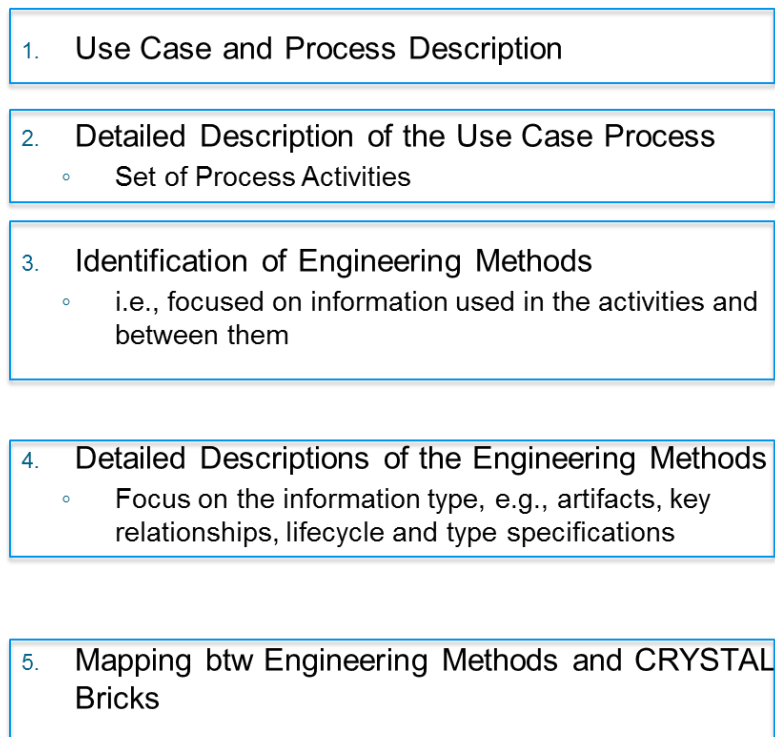 1. Use Case and Process Description
2. Detailed Description of the Use Case Process
◦ Set of Process Activities
3. Identification of Engineering Methods
◦ i.e., focused on information used in the activities and
between them
4. Detailed Descriptions of the Engineering Methods
◦ Focus on the information type, e.g., artifacts, key
relationships, lifecycle and type specifications
5. Mapping btw Engineering Methods and CRYSTAL
Bricks